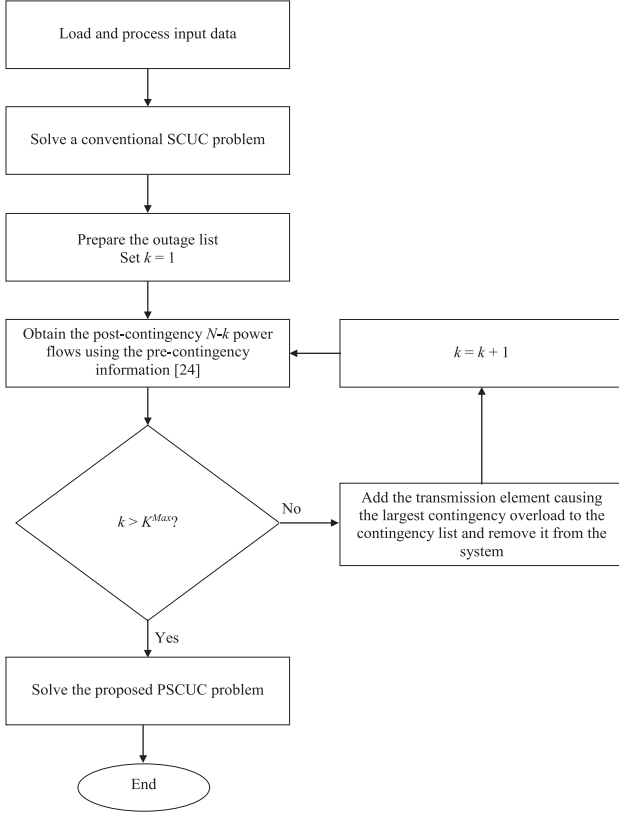 Load and process input data
Solve a conventional SCUC problem
Prepare the outage list
Set k = 1
Obtain the post-contingency N-k power
flows using the pre-contingency
information [24]
k = k + 1
k > K^Max?
No
Add the transmission element causing
the largest contingency overload to the
contingency list and remove it from the
system
Yes
Solve the proposed PSCUC problem
End